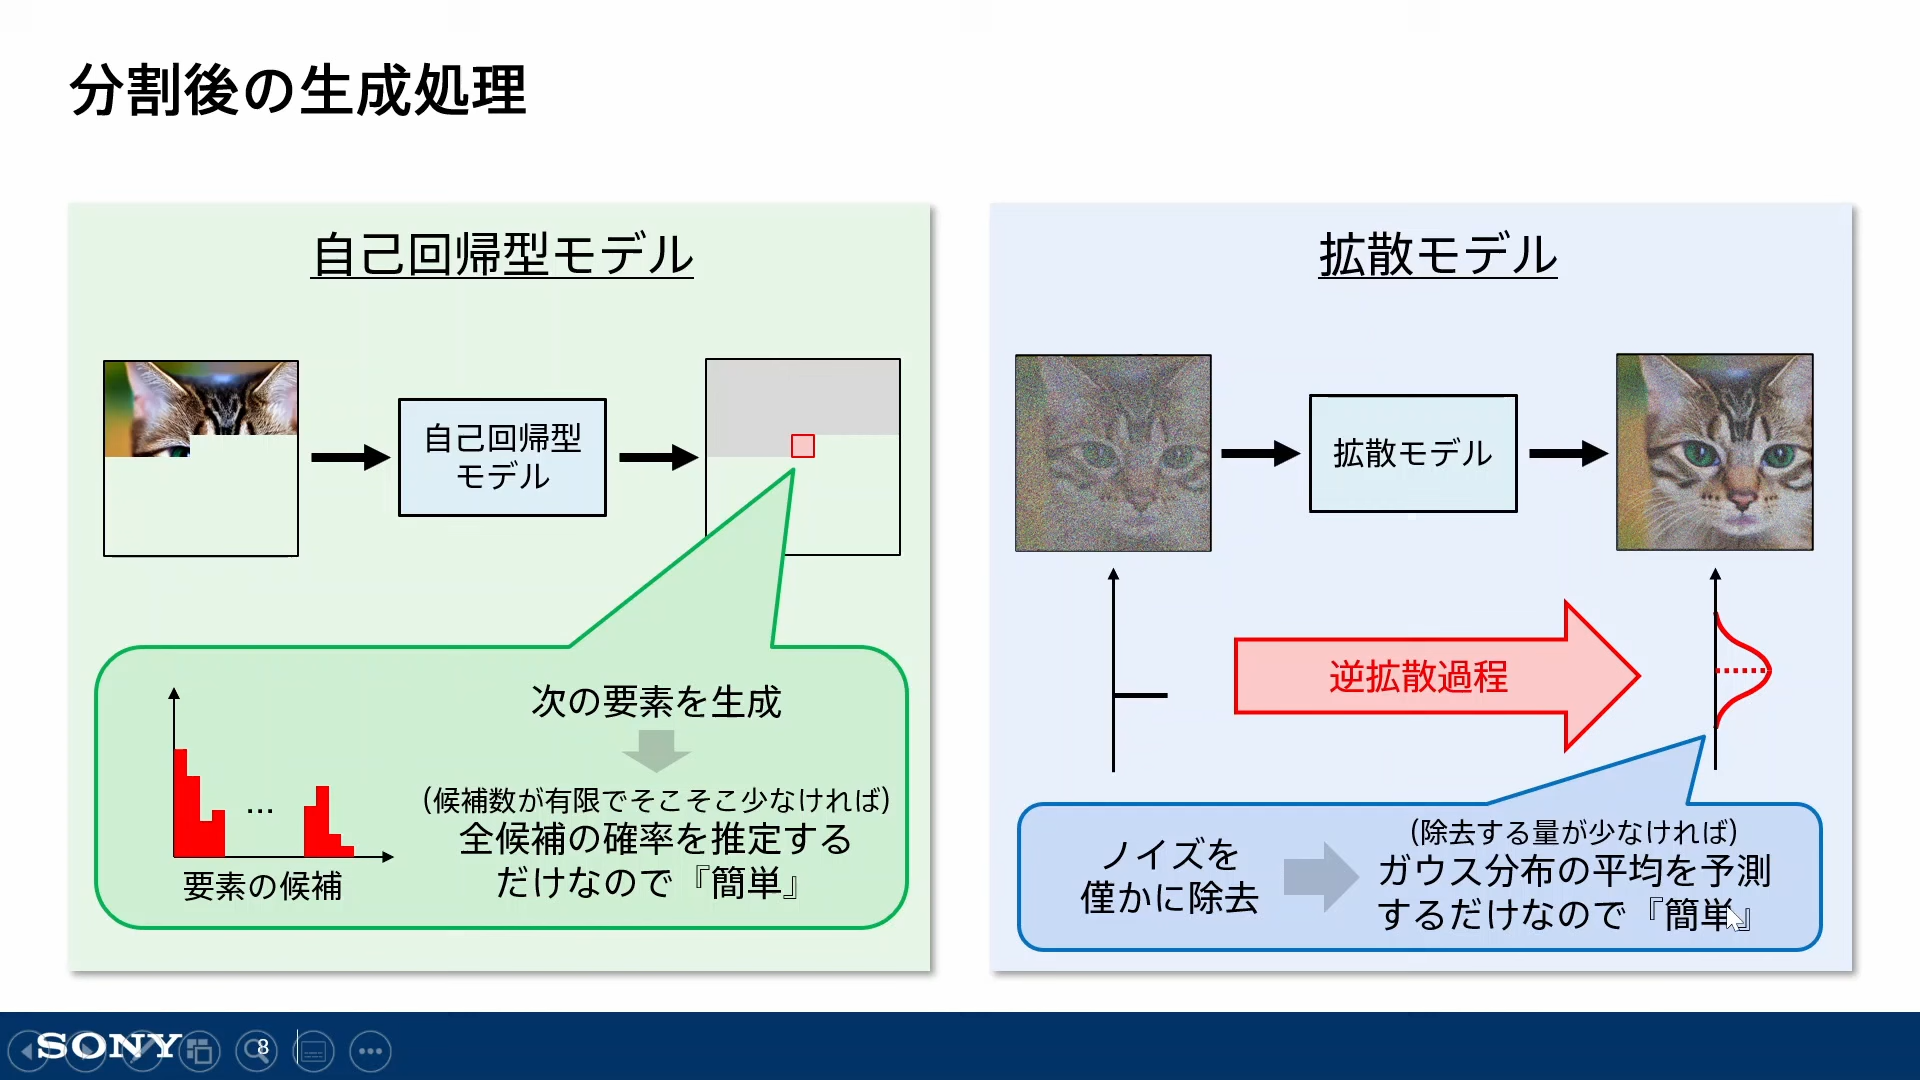 分割後の生成処理
自己回帰型モデル
自己回帰型
モデル
次の要素を生成
(候補数が有限でそこそこ少なければ)
全候補の確率を推定する
だけなので『簡単』
…
要素の候補
拡散モデル
拡散モデル
逆拡散過程
ノイズを
僅かに除去
(除去する量が少なければ)
ガウス分布の平均を予測
するだけなので『簡単』
SONY
8